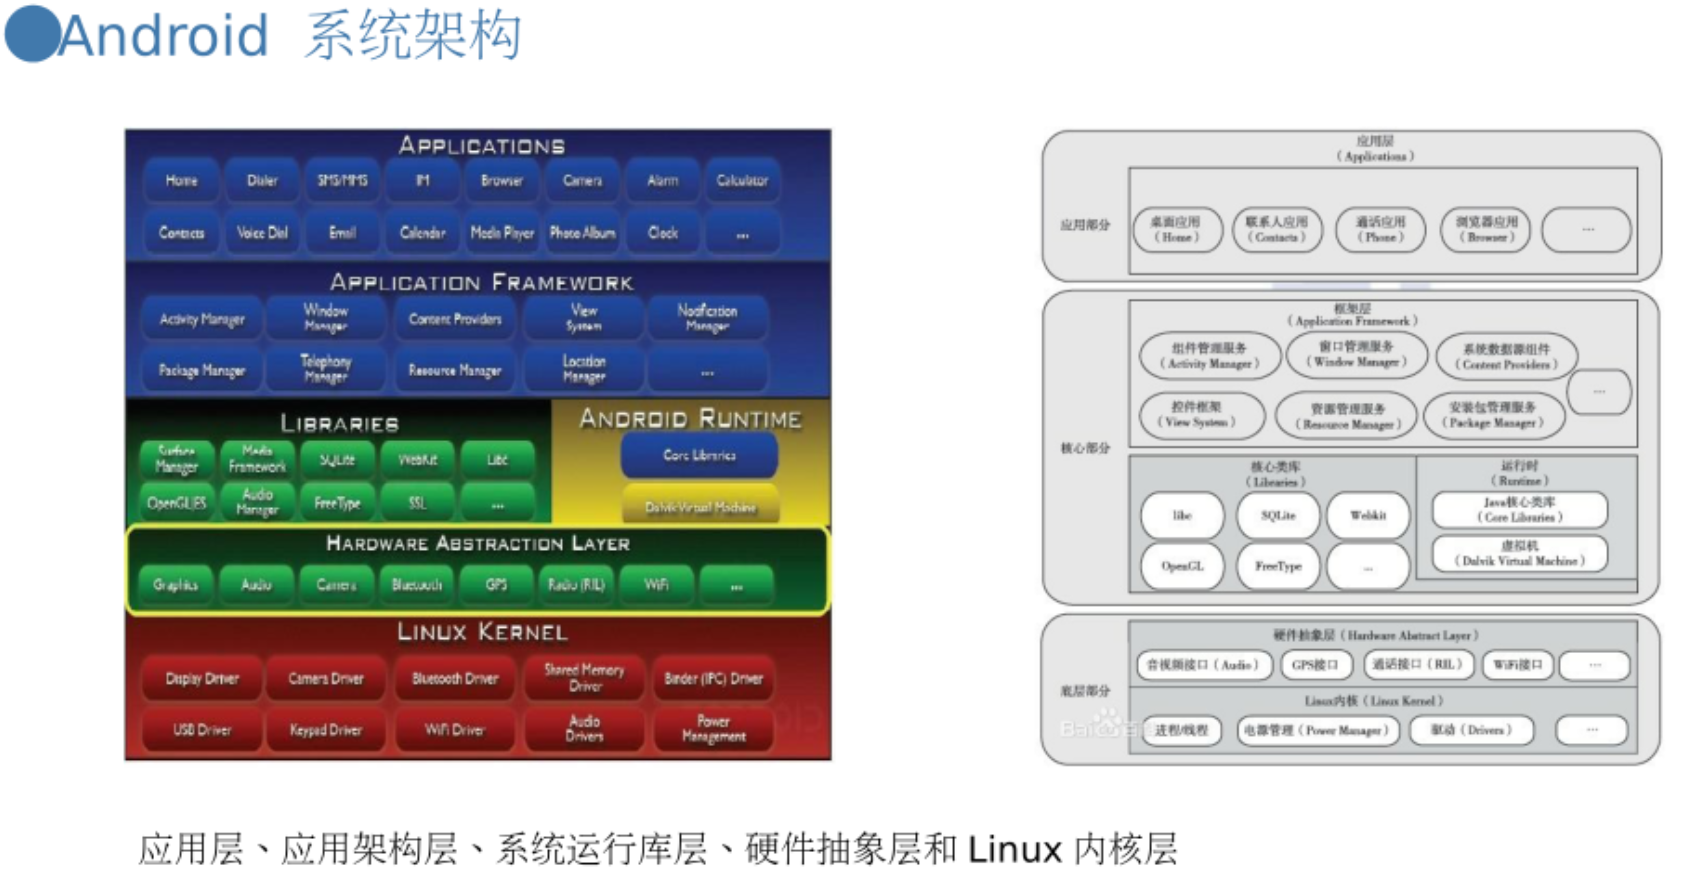 Android 系统架构
APPLICATIONS
Home Dialer SMS/MMS IM Browser Camera Alarm Calculator
Contacts Voice Dial Email Calendar Media Player Photo Album Clock ...
APPLICATION FRAMEWORK
Activity Manager Window Manager Content Providers View System Notification Manager
Package Manager Telephony Manager Resource Manager Location Manager ...
LIBRARIES
Surface Manager Media Framework SQLite WebKit Libc
OpenGL|ES Audio Manager FreeType SSL ...
ANDROID RUNTIME
Core Libraries
Dalvik Virtual Machine
HARDWARE ABSTRACTION LAYER
Graphics Audio Camera Bluetooth GPS Radio (RIL) WiFi ...
LINUX KERNEL
Display Driver Camera Driver Bluetooth Driver Shared Memory Driver Binder (IPC) Driver
USB Driver Keypad Driver WiFi Driver Audio Drivers Power Management
应用层
(Applications)
应用部分
桌面应用 (Home) 联系人应用 (Contacts) 通话应用 (Phone) 浏览器应用 (Browser) ...
框架层
(Application Framework)
组件管理服务 (Activity Manager) 窗口管理服务 (Window Manager) 系统数据源组件 (Content Providers) ...
控件框架 (View System) 资源管理服务 (Resource Manager) 安装包管理服务 (Package Manager)
核心部分
核心类库
(Libraries)
libc SQLite Webkit
OpenGL FreeType ...
运行时
(Runtime)
Java核心类库
(Core Libraries)
虚拟机
(Dalvik Virtual Machine)
硬件抽象层 (Hardware Abstract Layer)
音视频接口 (Audio) GPS接口 通话接口 (RIL) WiFi接口 ...
底层部分
Linux内核 (Linux Kernel)
进程/线程 电源管理 (Power Manager) 驱动 (Drivers) ...
应用层、应用架构层、系统运行库层、硬件抽象层和 Linux 内核层